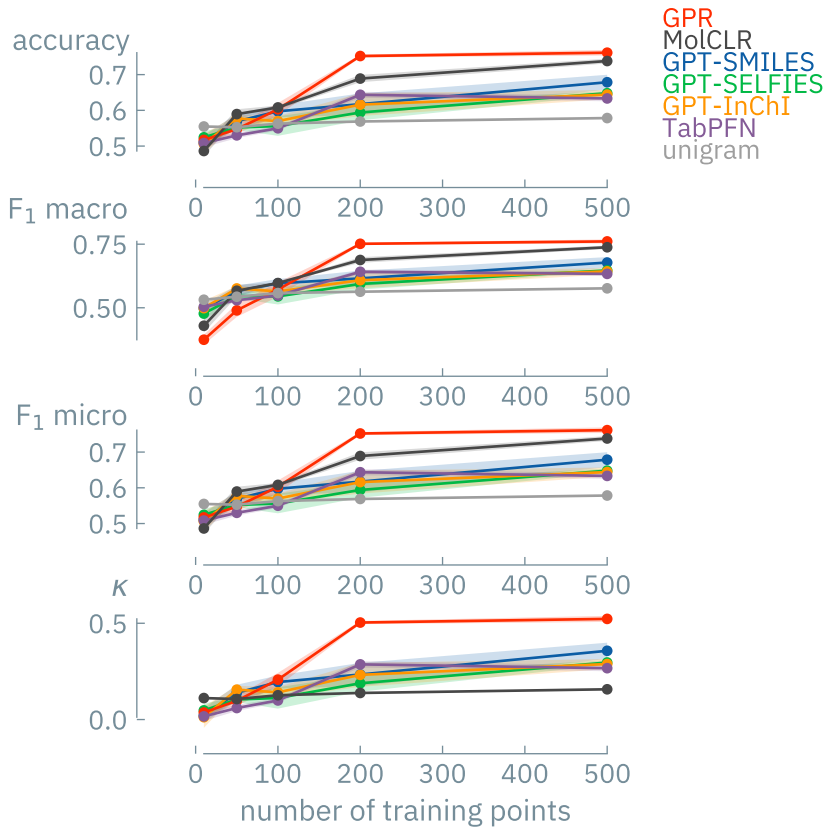 GPR
MolCLR
GPT-SMILES
GPT-SELFIES
GPT-InChI
TabPFN
unigram
accuracy
0.7
0.6
0.5
0 100 200 300 400 500
F1 macro
0.75
0.50
0 100 200 300 400 500
F1 micro
0.7
0.6
0.5
0 100 200 300 400 500
κ
0.5
0.0
0 100 200 300 400 500
number of training points